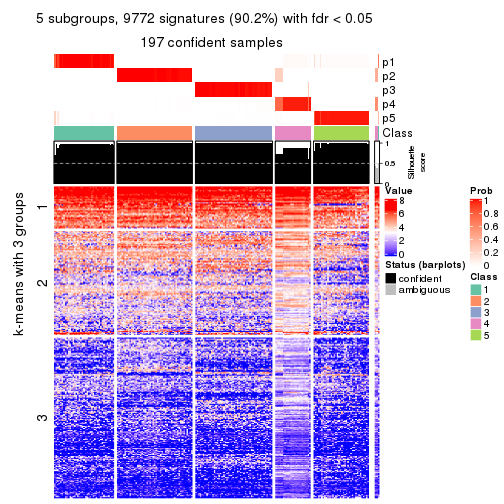 5 subgroups, 9772 signatures (90.2%) with fdr < 0.05
197 confident samples
p1
p2
p3
p4
p5
Class
1
0.5
0
Silhouette
score
k-means with 3 groups
1
2
3
Value
8
6
4
2
0
Status (barplots)
confident
ambiguous
Prob
1
0.8
0.6
0.4
0.2
0
Class
1
2
3
4
5